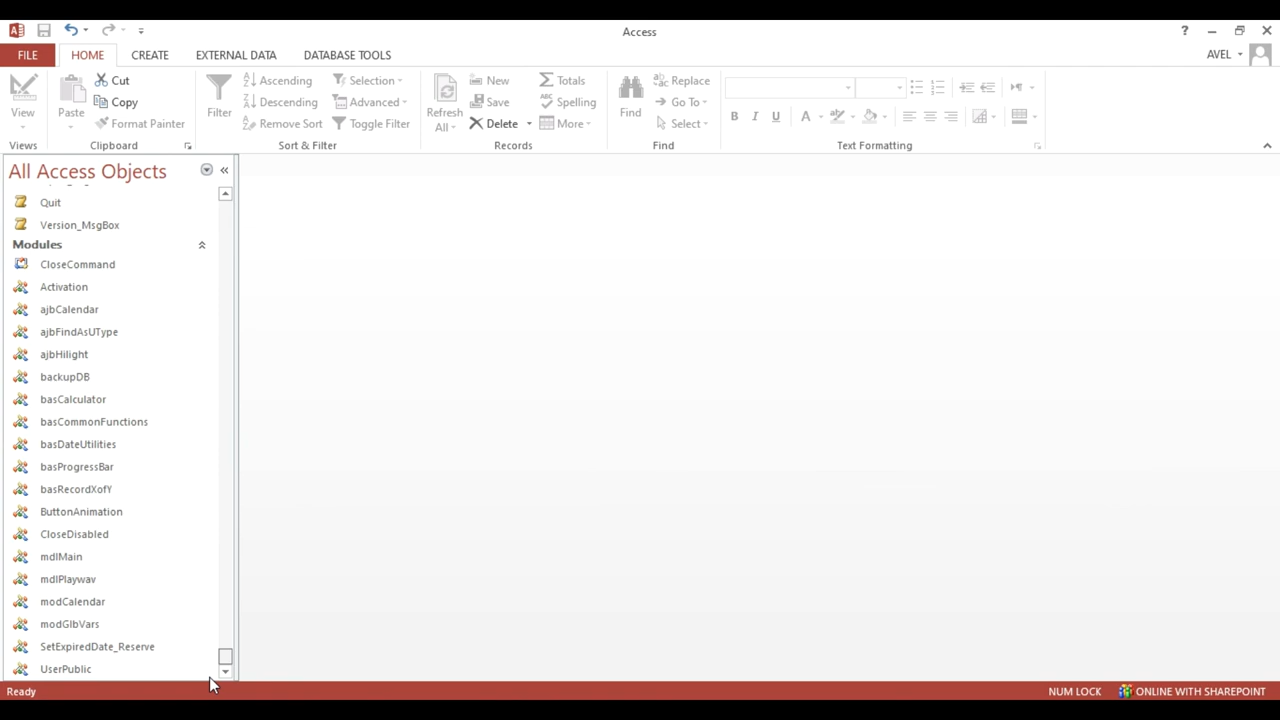 Access
?
FILE HOME CREATE EXTERNAL DATA DATABASE TOOLS AVEL
View Paste Cut Copy Format Painter Filter Ascending Descending Remove Sort Selection Advanced Toggle Filter Refresh All New Save Delete Totals Spelling More Find Replace Go To Select B I U A
Views Clipboard Sort & Filter Records Find Text Formatting
All Access Objects
Quit
Version_MsgBox
Modules
CloseCommand
Activation
ajbCalendar
ajbFindAsUType
ajbHilight
backupDB
basCalculator
basCommonFunctions
basDateUtilities
basProgressBar
basRecordXofY
ButtonAnimation
CloseDisabled
mdlMain
mdlPlaywav
modCalendar
modGlbVars
SetExpiredDate_Reserve
UserPublic
Ready NUM LOCK ONLINE WITH SHAREPOINT